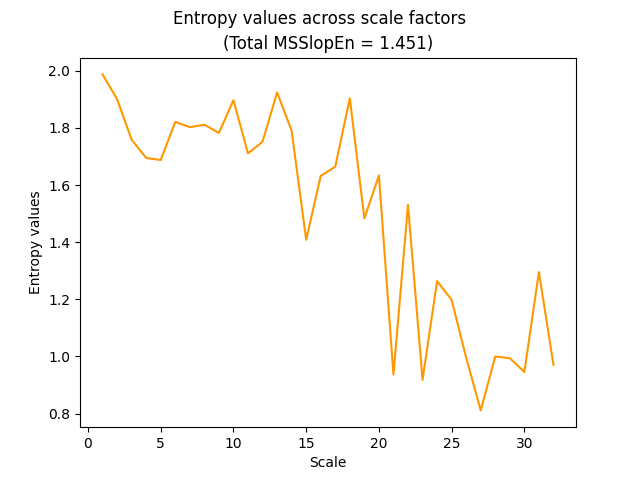 Entropy values across scale factors
(Total MSSlopEn = 1.451)
2.0
1.8
1.6
1.4
1.2
1.0
0.8
Entropy values
0 5 10 15 20 25 30
Scale